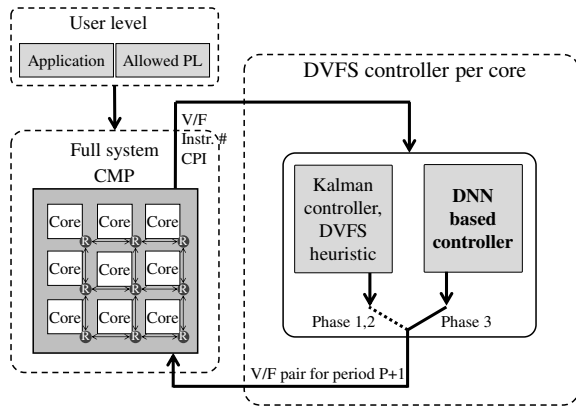 User level
Application
Allowed PL
DVFS controller per core
V/F
Instr. #
CPI
Full system
CMP
Core Core Core
R R R
Core Core Core
R R R
Core Core Core
R R R
Kalman
controller,
DVFS
heuristic
DNN
based
controller
Phase 1,2
Phase 3
V/F pair for period P+1